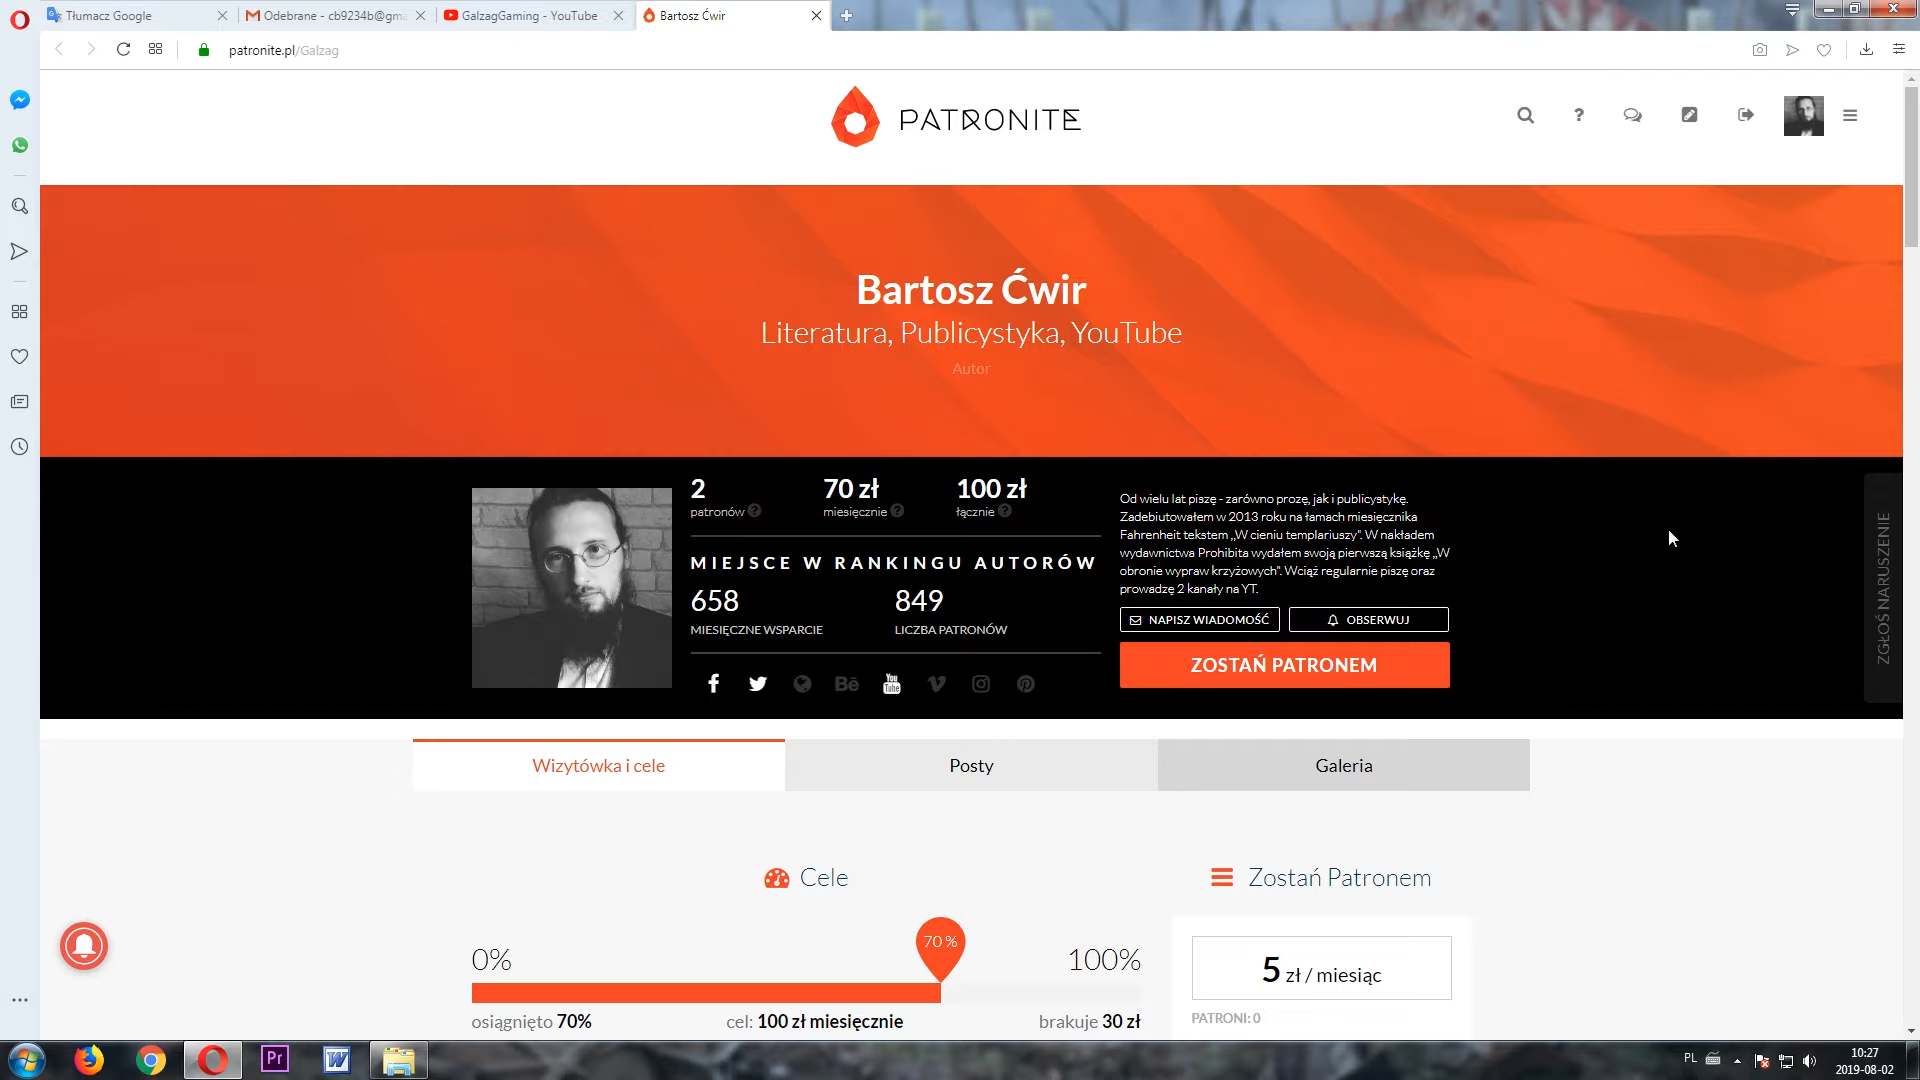 Tłumacz Google
Odebrane - cb9234b@gma
GalzagGaming - YouTube
Bartosz Ćwir
patronite.pl/Galzag
PATRONITE
Bartosz Ćwir
Literatura, Publicystyka, YouTube
Autor
2
patronów
70 zł
miesięcznie
100 zł
łącznie
MIEJSCE W RANKINGU AUTORÓW
658
MIESIĘCZNE WSPARCIE
849
LICZBA PATRONÓW
Bē
You
Tube
Od wielu lat piszę - zarówno prozę, jak i publicystykę.
Zadebiutowałem w 2013 roku na łamach miesięcznika
Fahrenheit tekstem „W cieniu templariuszy". W nakładem
wydawnictwa Prohibita wydałem swoją pierwszą książkę „W
obronie wypraw krzyżowych". Wciąż regularnie piszę oraz
prowadzę 2 kanały na YT.
NAPISZ WIADOMOŚĆ
OBSERWUJ
ZOSTAŃ PATRONEM
ZGŁOŚ NARUSZENIE
Wizytówka i cele
Posty
Galeria
Cele
Zostań Patronem
0%
70 %
100%
osiągnięto 70%
cel: 100 zł miesięcznie
brakuje 30 zł
5 zł / miesiąc
PATRONI: 0
Pr
W
PL
10:27
2019-08-02